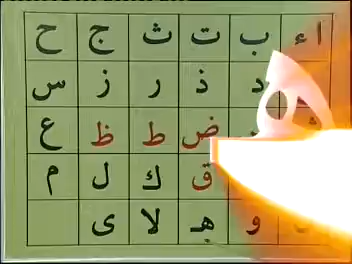 اء ب ت ث ج ح
د ذ ر ز س
ض ط ظ ع
ق ك ل م
و هـ لا ى